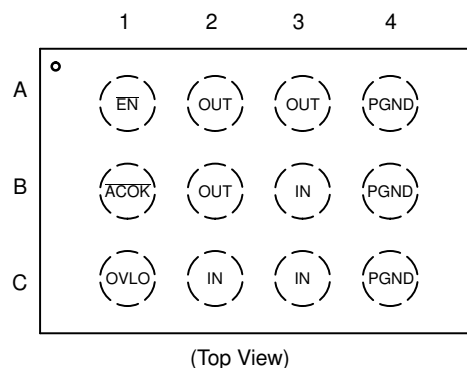 1 2 3 4
A EN OUT OUT PGND
B ACOK OUT IN PGND
C OVLO IN IN PGND
(Top View)